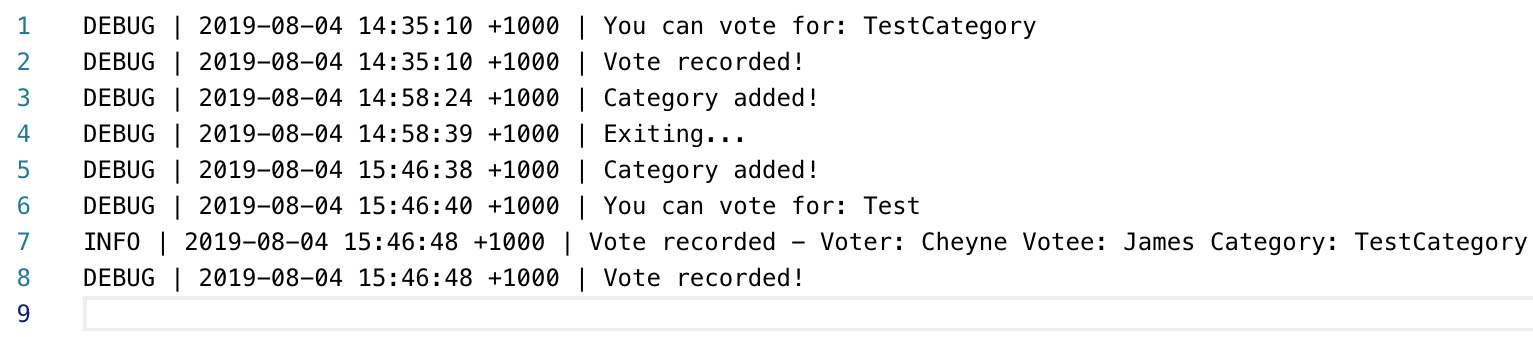 1 DEBUG | 2019-08-04 14:35:10 +1000 | You can vote for: TestCategory
2 DEBUG | 2019-08-04 14:35:10 +1000 | Vote recorded!
3 DEBUG | 2019-08-04 14:58:24 +1000 | Category added!
4 DEBUG | 2019-08-04 14:58:39 +1000 | Exiting...
5 DEBUG | 2019-08-04 15:46:38 +1000 | Category added!
6 DEBUG | 2019-08-04 15:46:40 +1000 | You can vote for: Test
7 INFO | 2019-08-04 15:46:48 +1000 | Vote recorded - Voter: Cheyne Votee: James Category: TestCategory
8 DEBUG | 2019-08-04 15:46:48 +1000 | Vote recorded!
9